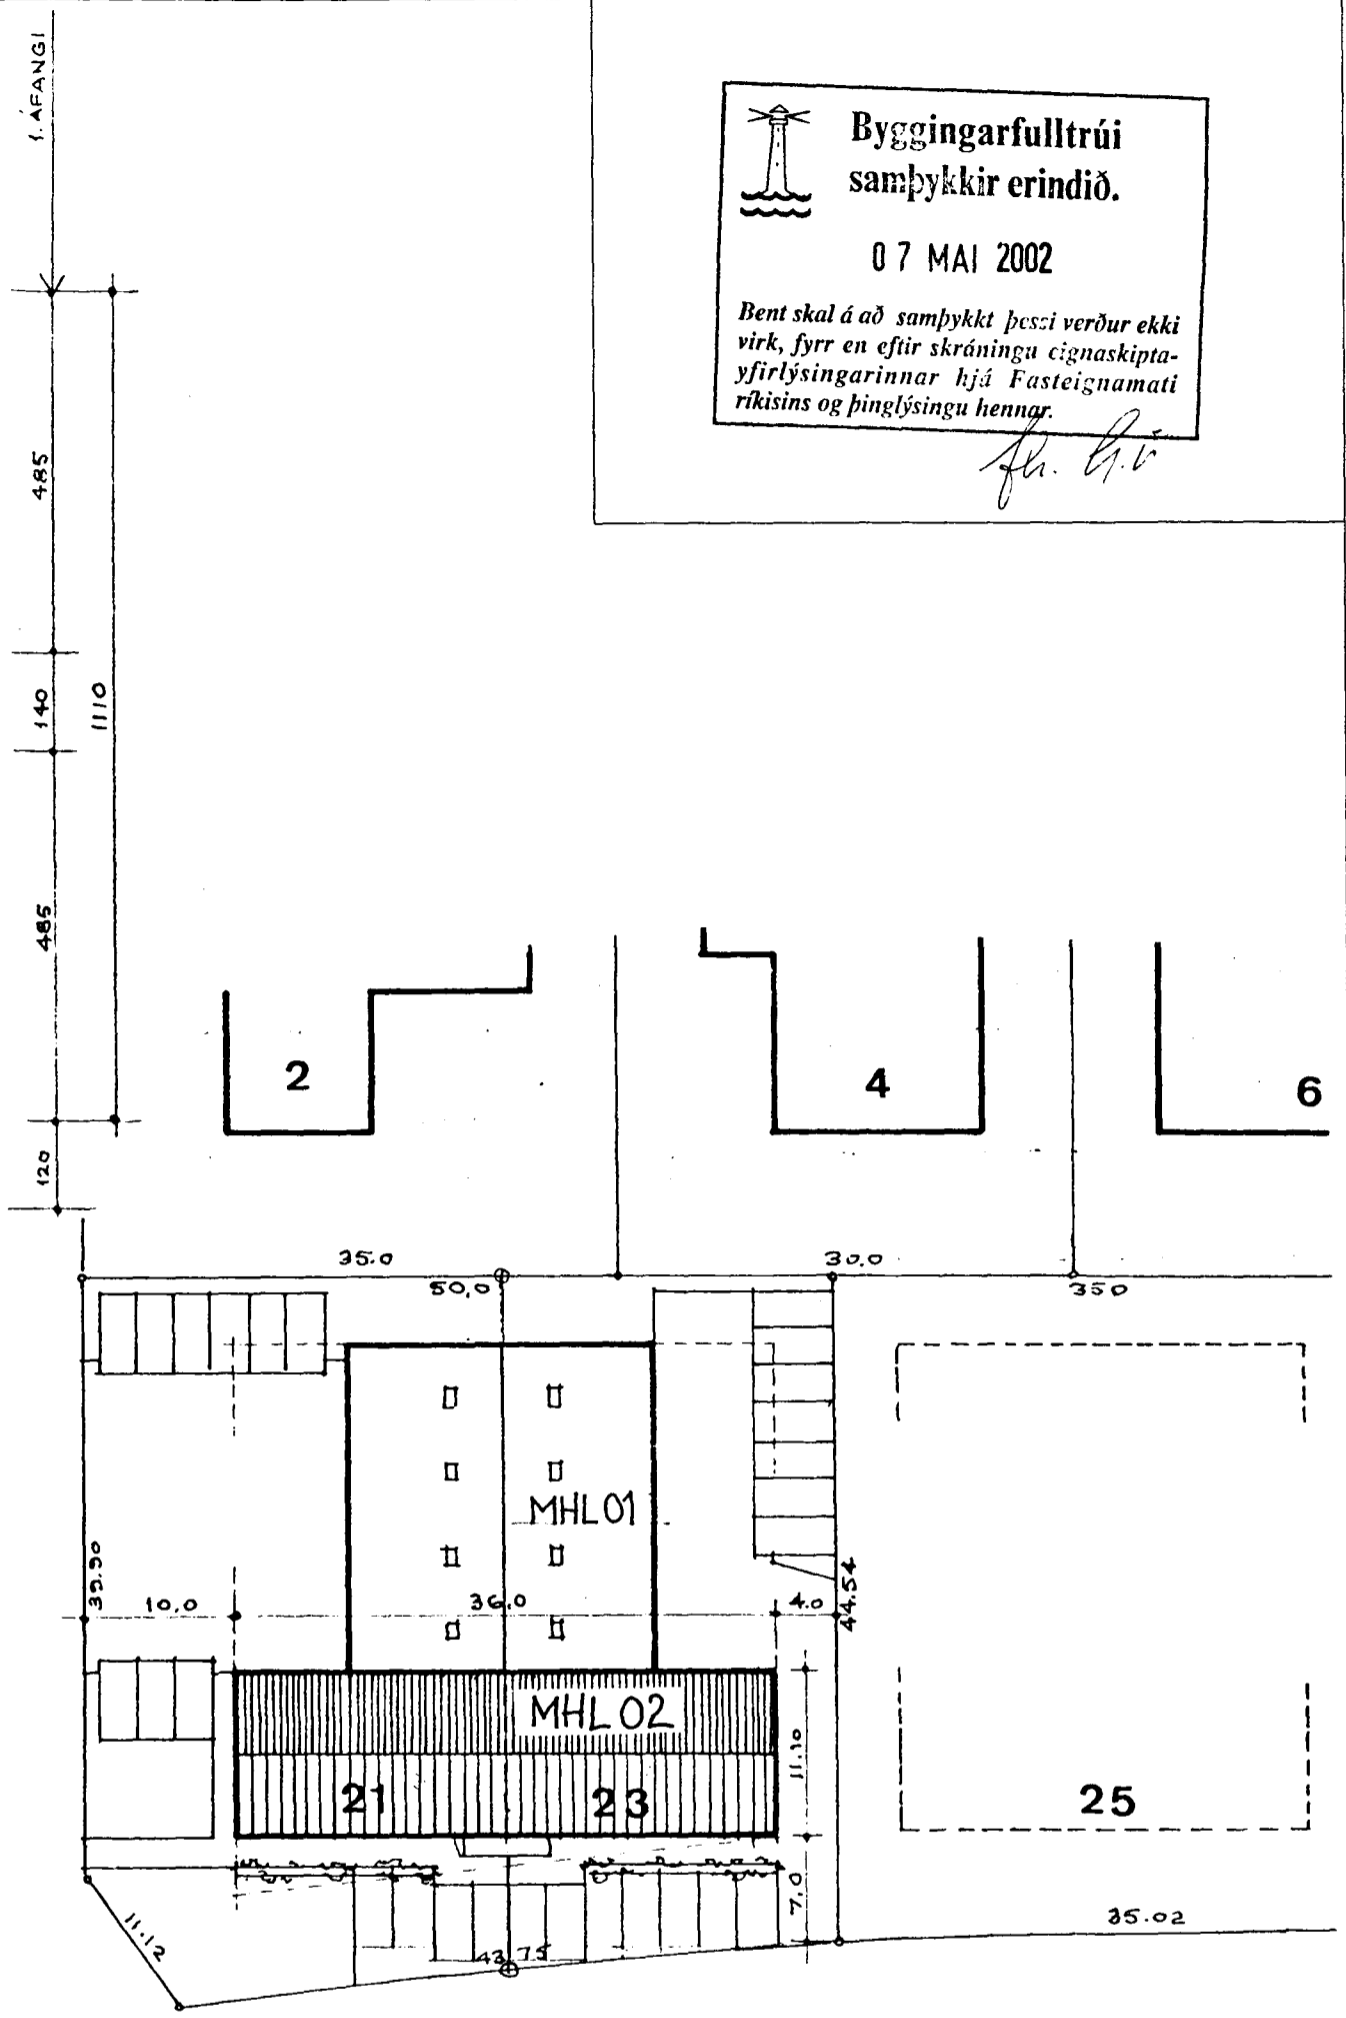 1. ÁFANGI
Byggingarfulltrúi
samþykkir erindið.
07 MAI 2002
Bent skal á að samþykkt þessi verður ekki
virk, fyrr en eftir skráningu eignaskipta-
yfirlýsingarinnar hjá Fasteignamati
ríkisins og þinglýsingu hennar.
485
140
1110
485
120
2
4
6
35.0
30.0
50,0
350
MHL01
39.90
10.0
36.0
4.0
44.54
MHL02
11.10
21
23
25
7.0
11.12
43.75
35.02